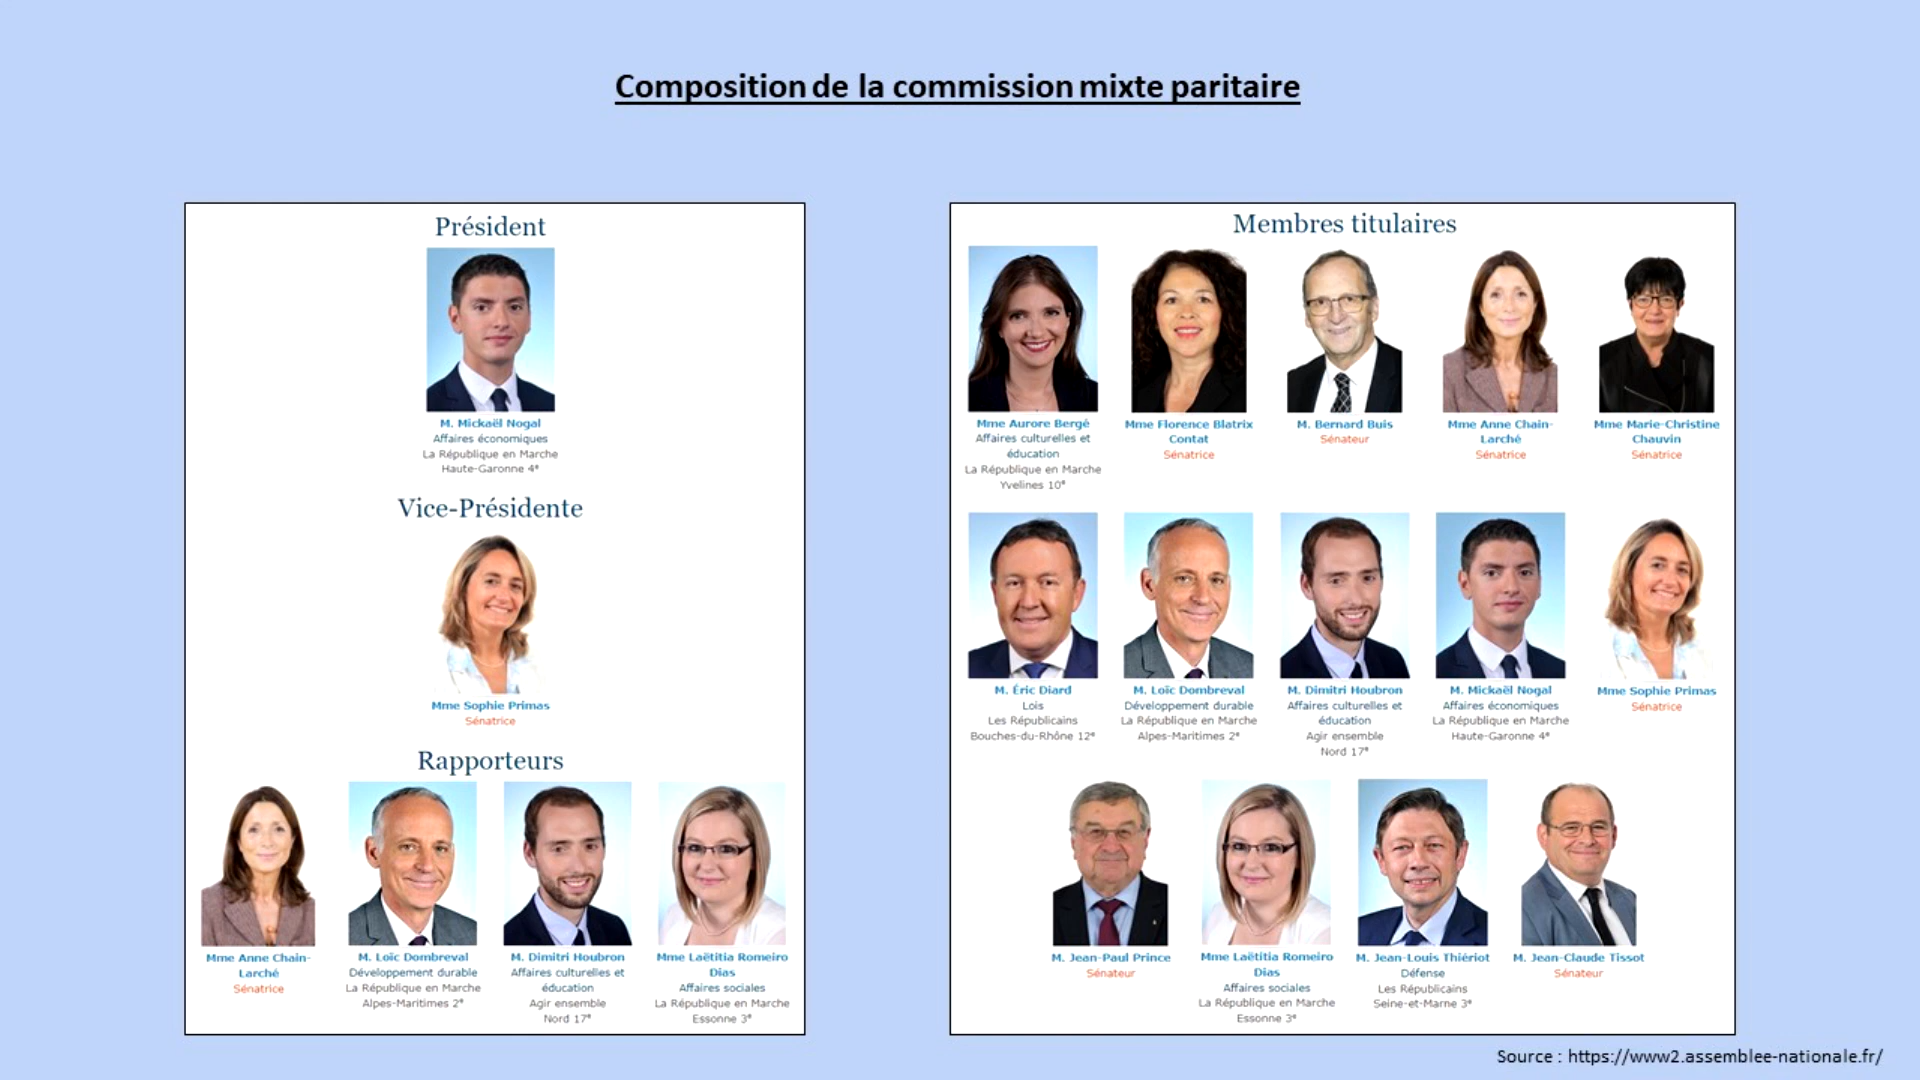 Composition de la commission mixte paritaire
Président
M. Mickaël Nogal
Affaires économiques
La République en Marche
Haute-Garonne 4ᵉ
Vice-Présidente
Mme Sophie Primas
Sénatrice
Rapporteurs
Mme Anne Chain-
Larché
Sénatrice
M. Loïc Dombreval
Développement durable
La République en Marche
Alpes-Maritimes 2ᵉ
M. Dimitri Houbron
Affaires culturelles et
éducation
Agir ensemble
Nord 17ᵉ
Mme Laëtitia Romeiro
Dias
Affaires sociales
La République en Marche
Essonne 3ᵉ
Membres titulaires
Mme Aurore Bergé
Affaires culturelles et
éducation
La République en Marche
Yvelines 10ᵉ
Mme Florence Blatrix
Contat
Sénatrice
M. Bernard Buis
Sénateur
Mme Anne Chain-
Larché
Sénatrice
Mme Marie-Christine
Chauvin
Sénatrice
M. Éric Diard
Lois
Les Républicains
Bouches-du-Rhône 12ᵉ
M. Loïc Dombreval
Développement durable
La République en Marche
Alpes-Maritimes 2ᵉ
M. Dimitri Houbron
Affaires culturelles et
éducation
Agir ensemble
Nord 17ᵉ
M. Mickaël Nogal
Affaires économiques
La République en Marche
Haute-Garonne 4ᵉ
Mme Sophie Primas
Sénatrice
M. Jean-Paul Prince
Sénateur
Mme Laëtitia Romeiro
Dias
Affaires sociales
La République en Marche
Essonne 3ᵉ
M. Jean-Louis Thiériot
Défense
Les Républicains
Seine-et-Marne 3ᵉ
M. Jean-Claude Tissot
Sénateur
Source : https://www2.assemblee-nationale.fr/